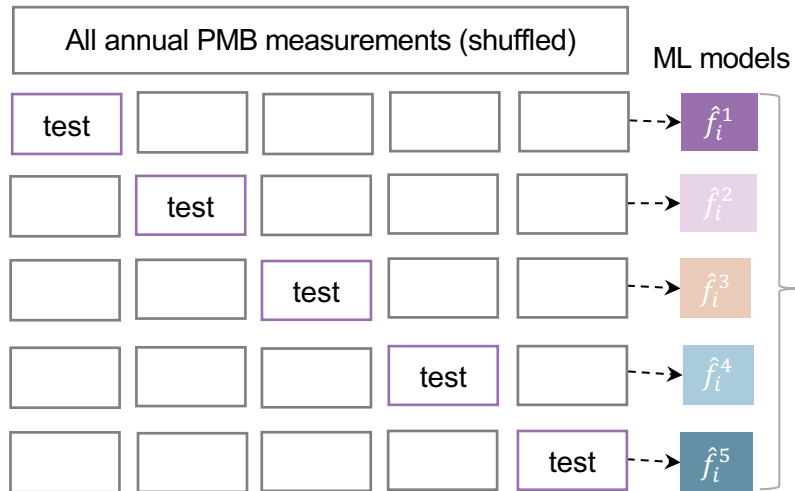 All annual PMB measurements (shuffled)
ML models
test
f̂ᵢ¹
test
f̂ᵢ²
test
f̂ᵢ³
test
f̂ᵢ⁴
test
f̂ᵢ⁵